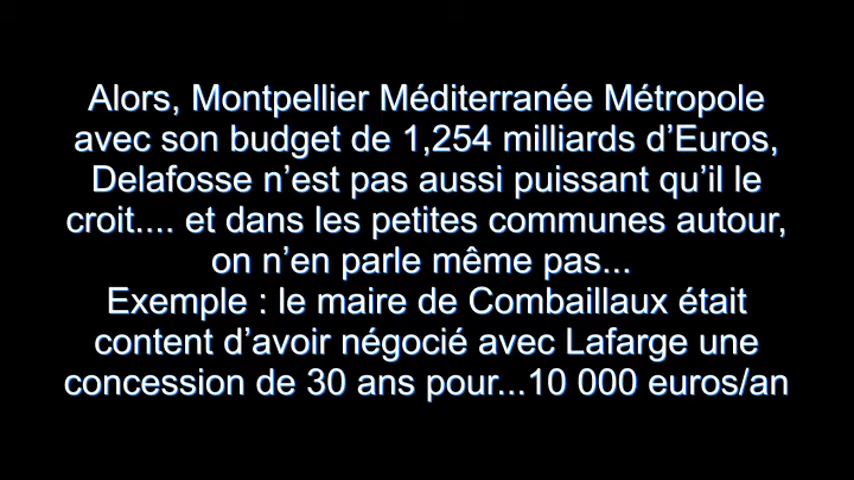 Alors, Montpellier Méditerranée Métropole
avec son budget de 1,254 milliards d’Euros,
Delafosse n’est pas aussi puissant qu’il le
croit.... et dans les petites communes autour,
on n’en parle même pas...
Exemple : le maire de Combaillaux était
content d’avoir négocié avec Lafarge une
concession de 30 ans pour...10 000 euros/an